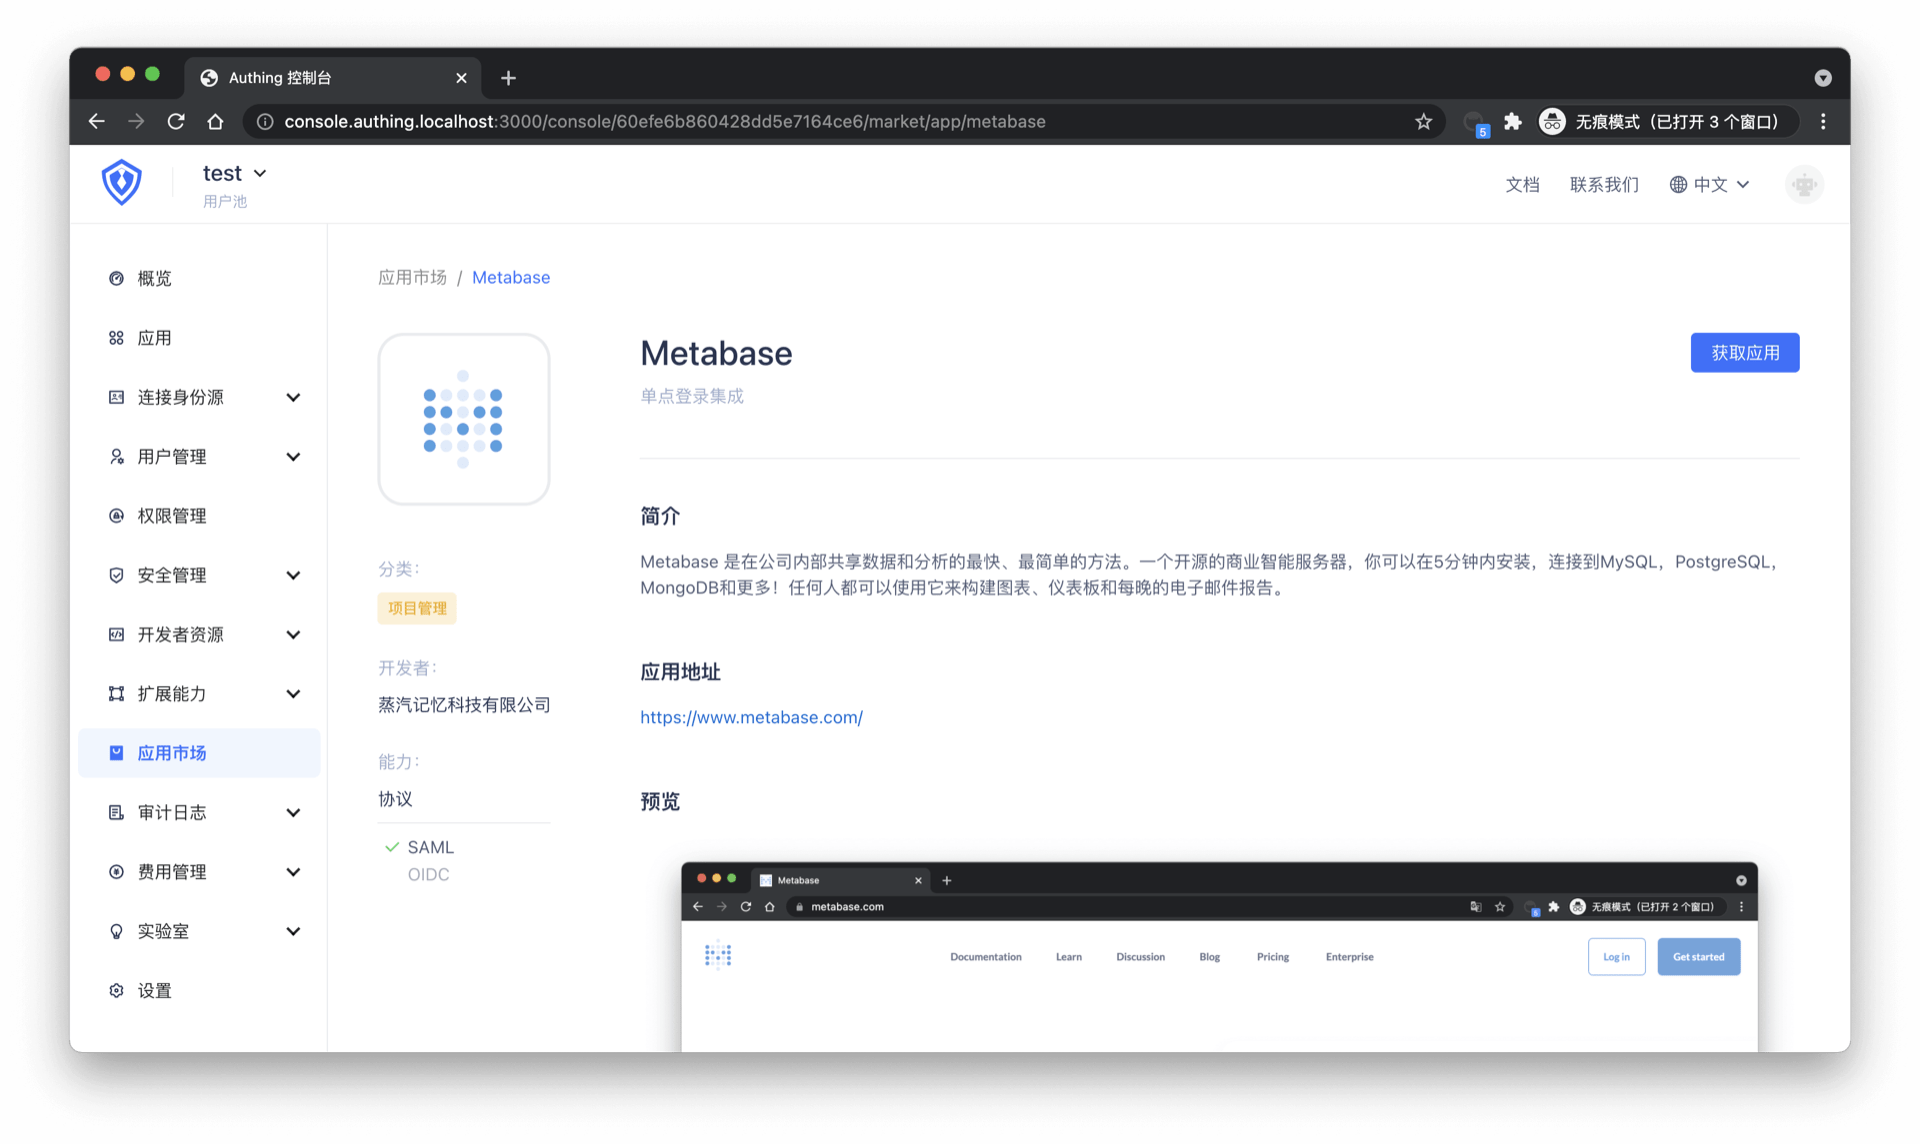 Authing 控制台
console.authing.localhost:3000/console/60efe6b860428dd5e7164ce6/market/app/metabase
5
无痕模式（已打开 3 个窗口）
test
用户池
文档
联系我们
中文
概览
应用
连接身份源
用户管理
权限管理
安全管理
开发者资源
扩展能力
应用市场
审计日志
费用管理
实验室
设置
应用市场 / Metabase
Metabase
单点登录集成
获取应用
分类：
项目管理
开发者：
蒸汽记忆科技有限公司
能力：
协议
SAML
OIDC
简介
Metabase 是在公司内部共享数据和分析的最快、最简单的方法。一个开源的商业智能服务器，你可以在5分钟内安装，连接到MySQL，PostgreSQL，
MongoDB和更多！任何人都可以使用它来构建图表、仪表板和每晚的电子邮件报告。
应用地址
https://www.metabase.com/
预览
Metabase
metabase.com
5
无痕模式（已打开 2 个窗口）
Documentation
Learn
Discussion
Blog
Pricing
Enterprise
Log in
Get started